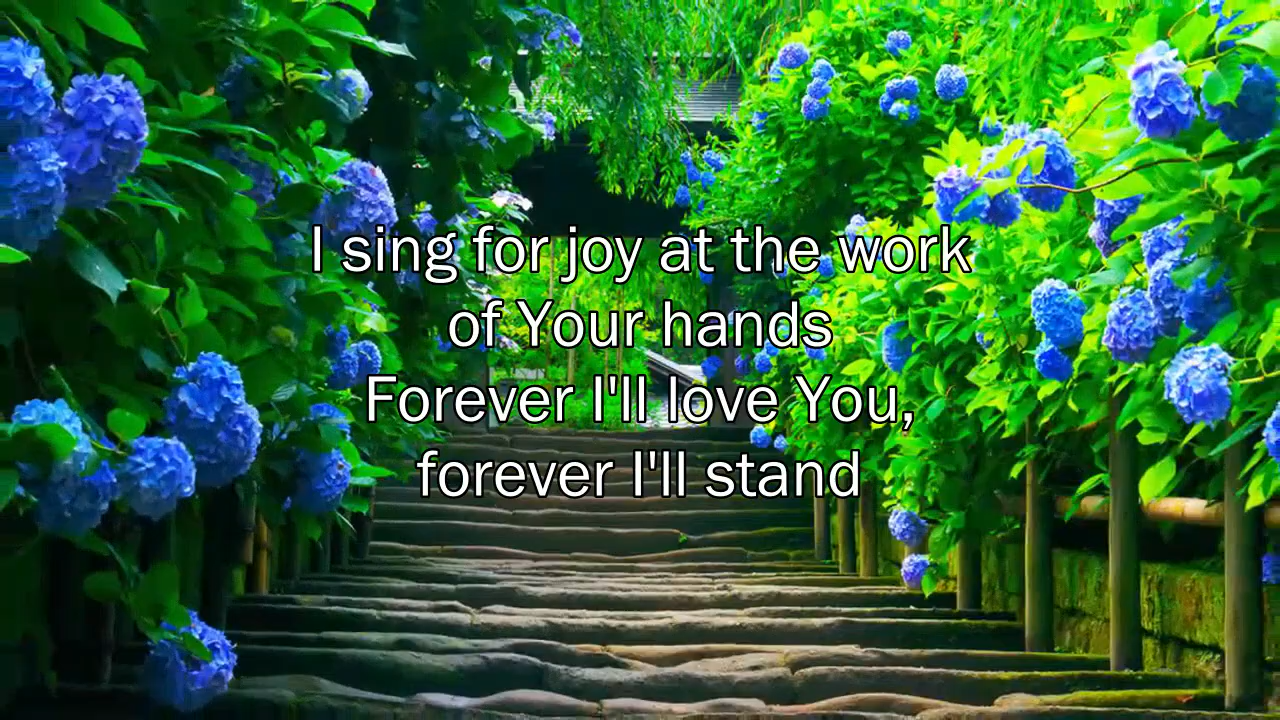 I sing for joy at the work
of Your hands
Forever I'll love You,
forever I'll stand